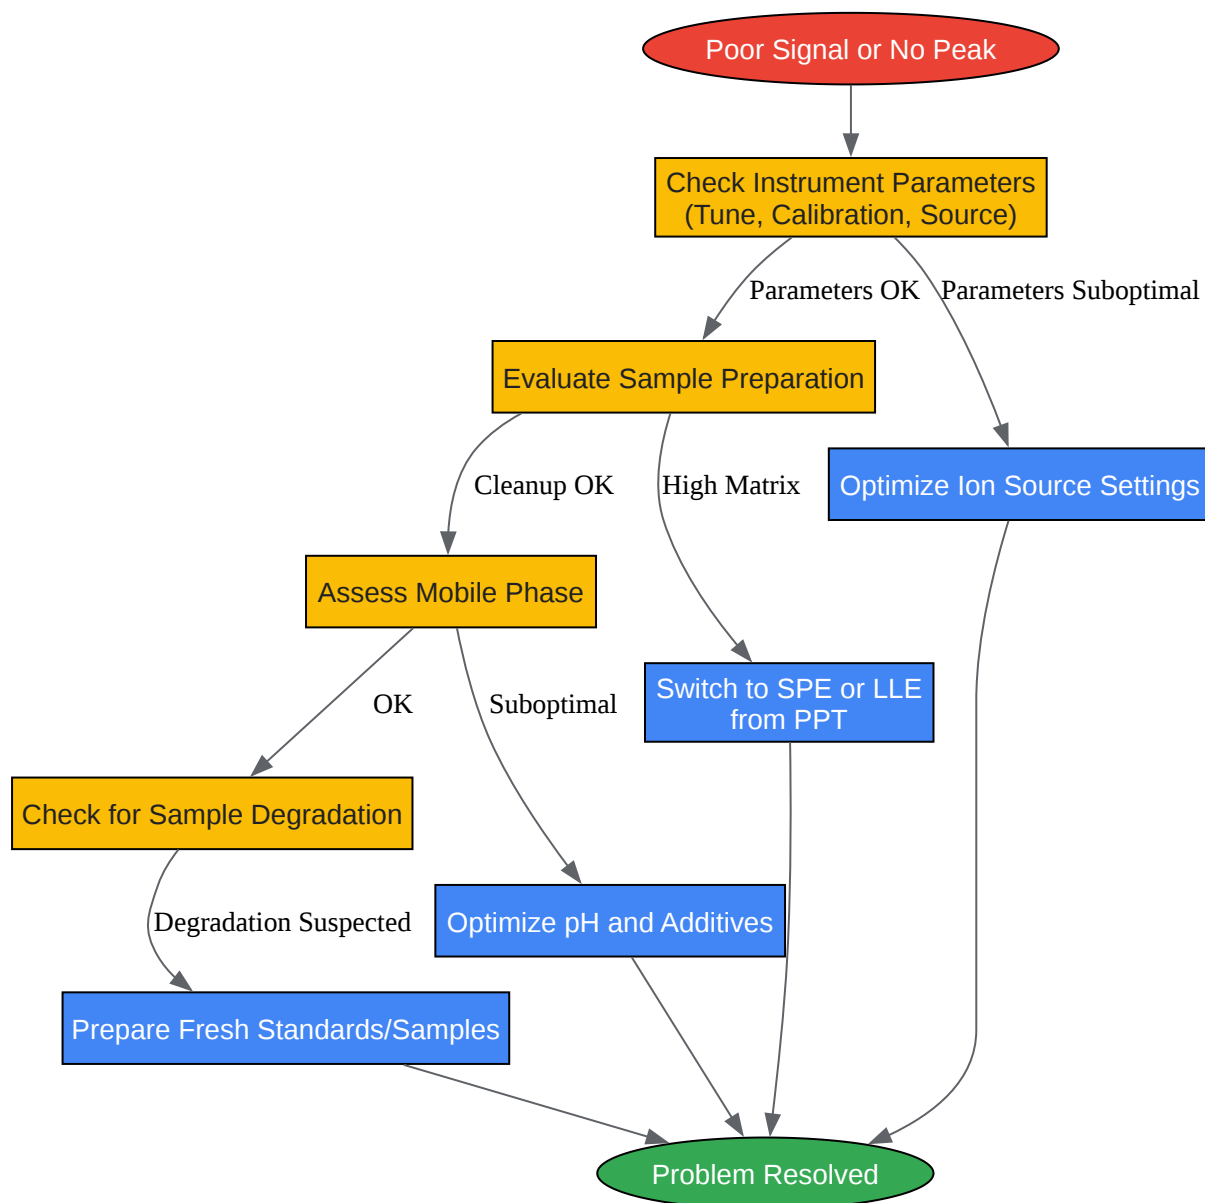 Poor Signal or No Peak
Check Instrument Parameters
(Tune, Calibration, Source)
Parameters OK
Parameters Suboptimal
Evaluate Sample Preparation
Cleanup OK
High Matrix
Optimize Ion Source Settings
Assess Mobile Phase
Switch to SPE or LLE
from PPT
OK
Suboptimal
Check for Sample Degradation
Degradation Suspected
Optimize pH and Additives
Prepare Fresh Standards/Samples
Problem Resolved